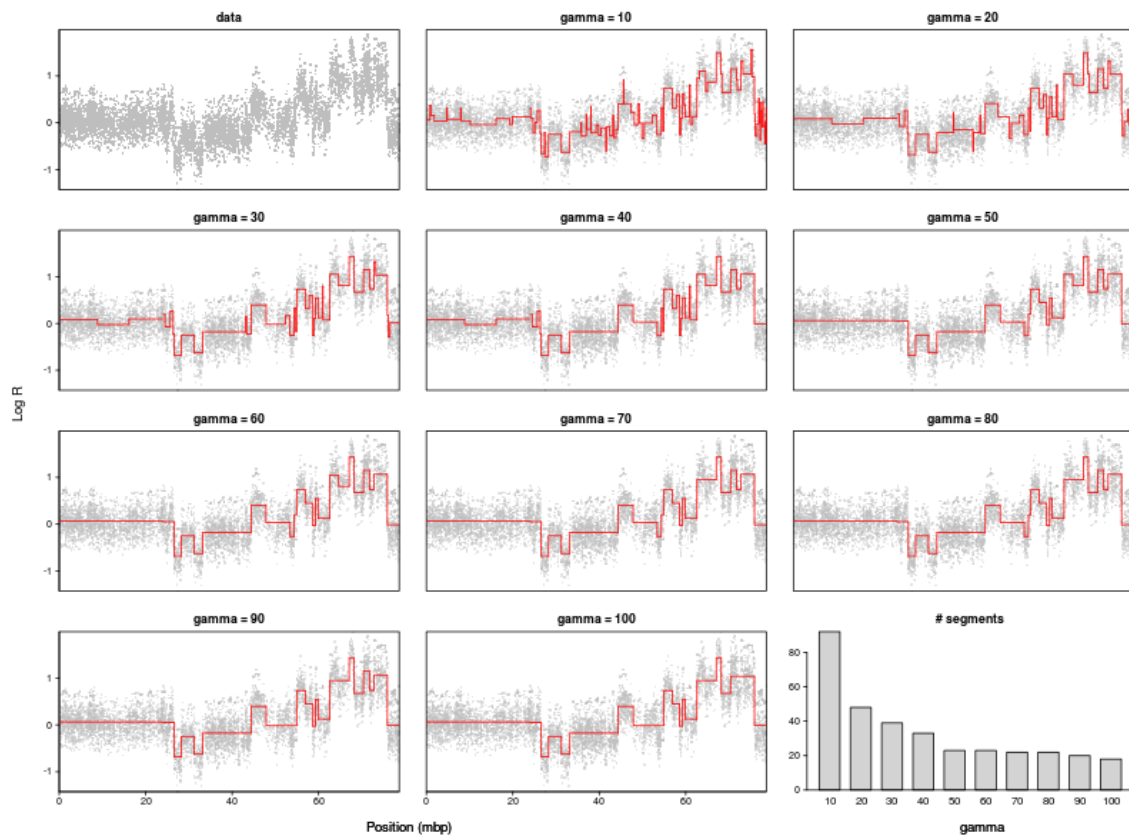 data
gamma = 10
gamma = 20
1
0
-1
gamma = 30
gamma = 40
gamma = 50
1
0
-1
Log R
gamma = 60
gamma = 70
gamma = 80
1
0
-1
gamma = 90
gamma = 100
# segments
1
0
-1
80
60
40
20
0
0 20 40 60
0 20 40 60
10 20 30 40 50 60 70 80 90 100
Position (mbp)
gamma